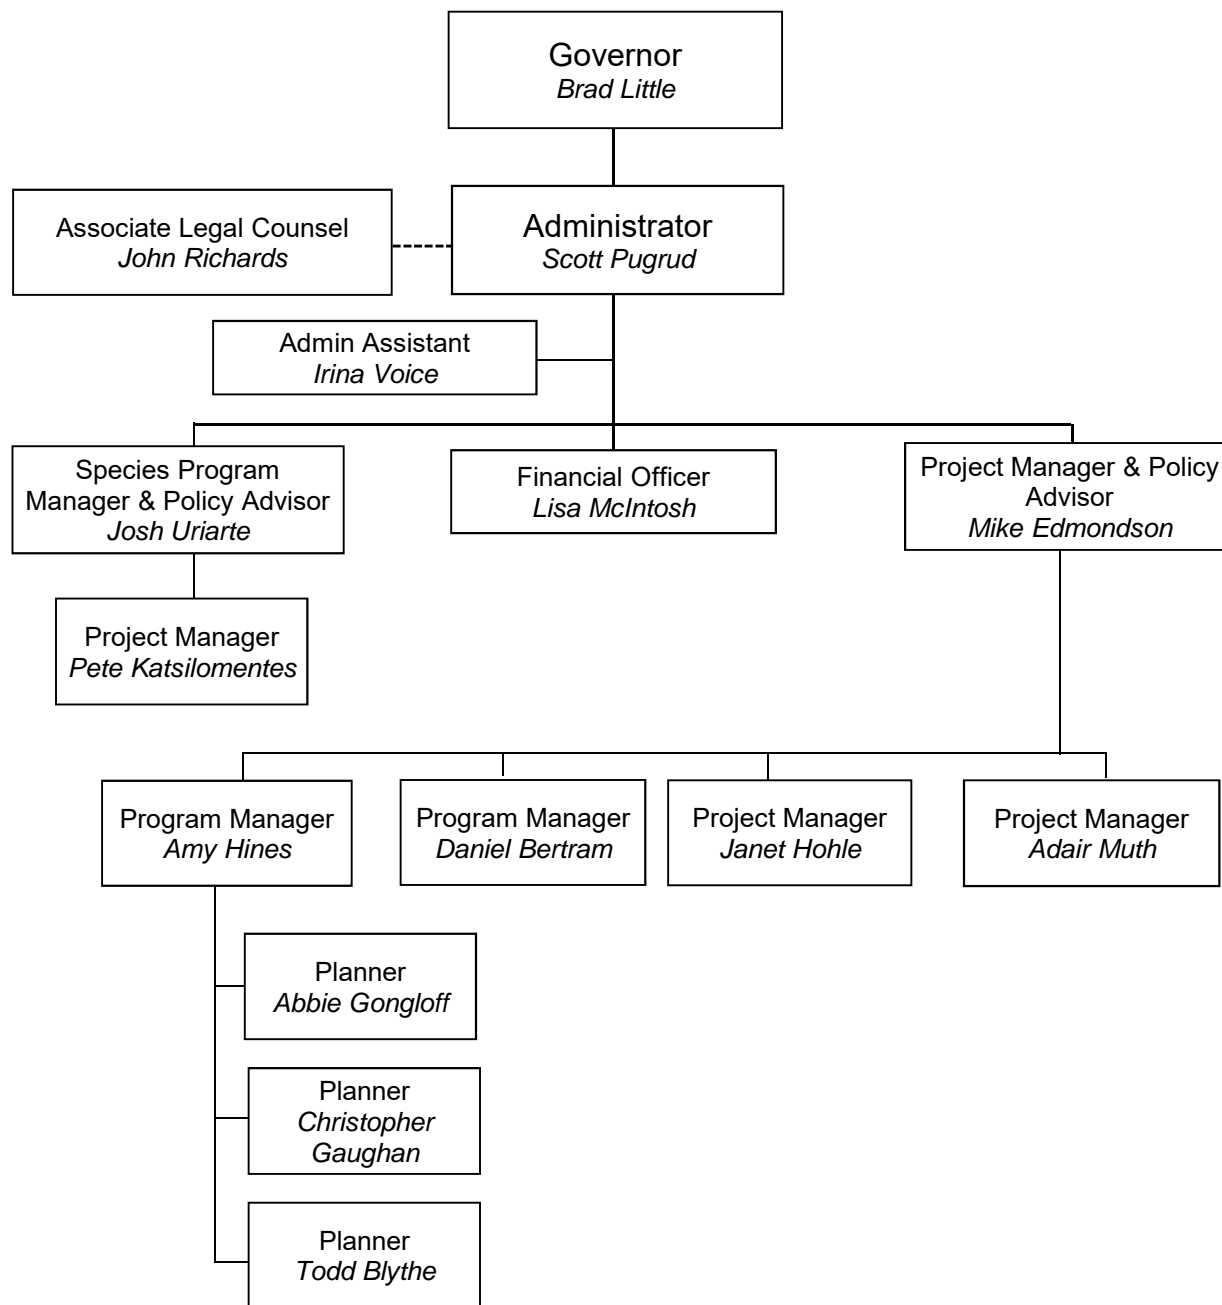 Governor
Brad Little
Associate Legal Counsel
John Richards
Administrator
Scott Pugrud
Admin Assistant
Irina Voice
Species Program
Manager & Policy Advisor
Josh Uriarte
Financial Officer
Lisa McIntosh
Project Manager & Policy
Advisor
Mike Edmondson
Project Manager
Pete Katsilomentes
Program Manager
Amy Hines
Program Manager
Daniel Bertram
Project Manager
Janet Hohle
Project Manager
Adair Muth
Planner
Abbie Gongloff
Planner
Christopher
Gaughan
Planner
Todd Blythe